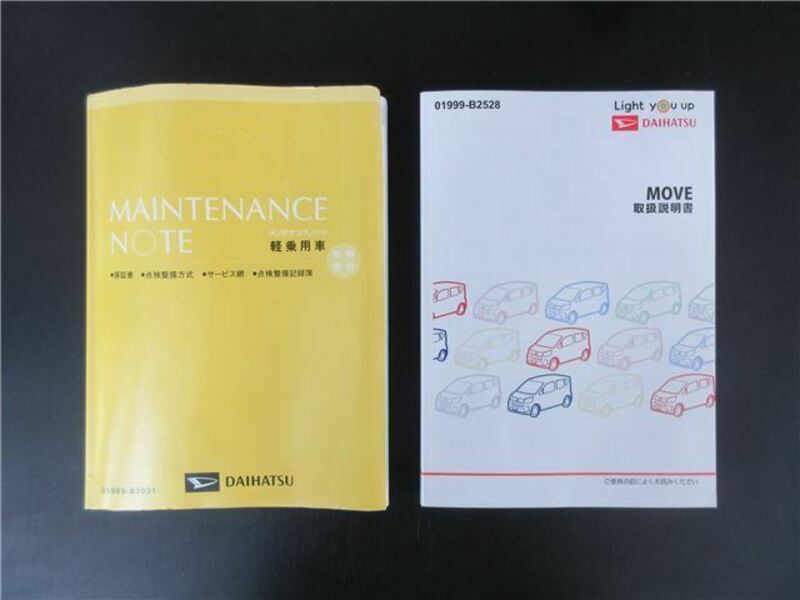 MAINTENANCE
NOTE
メンテナンスノート
軽乗用車
•保証書 •点検整備方式 •サービス網 •点検整備記録簿
DAIHATSU
01999-B2528
Light you up
DAIHATSU
MOVE
取扱説明書
ご使用の前によくお読みください